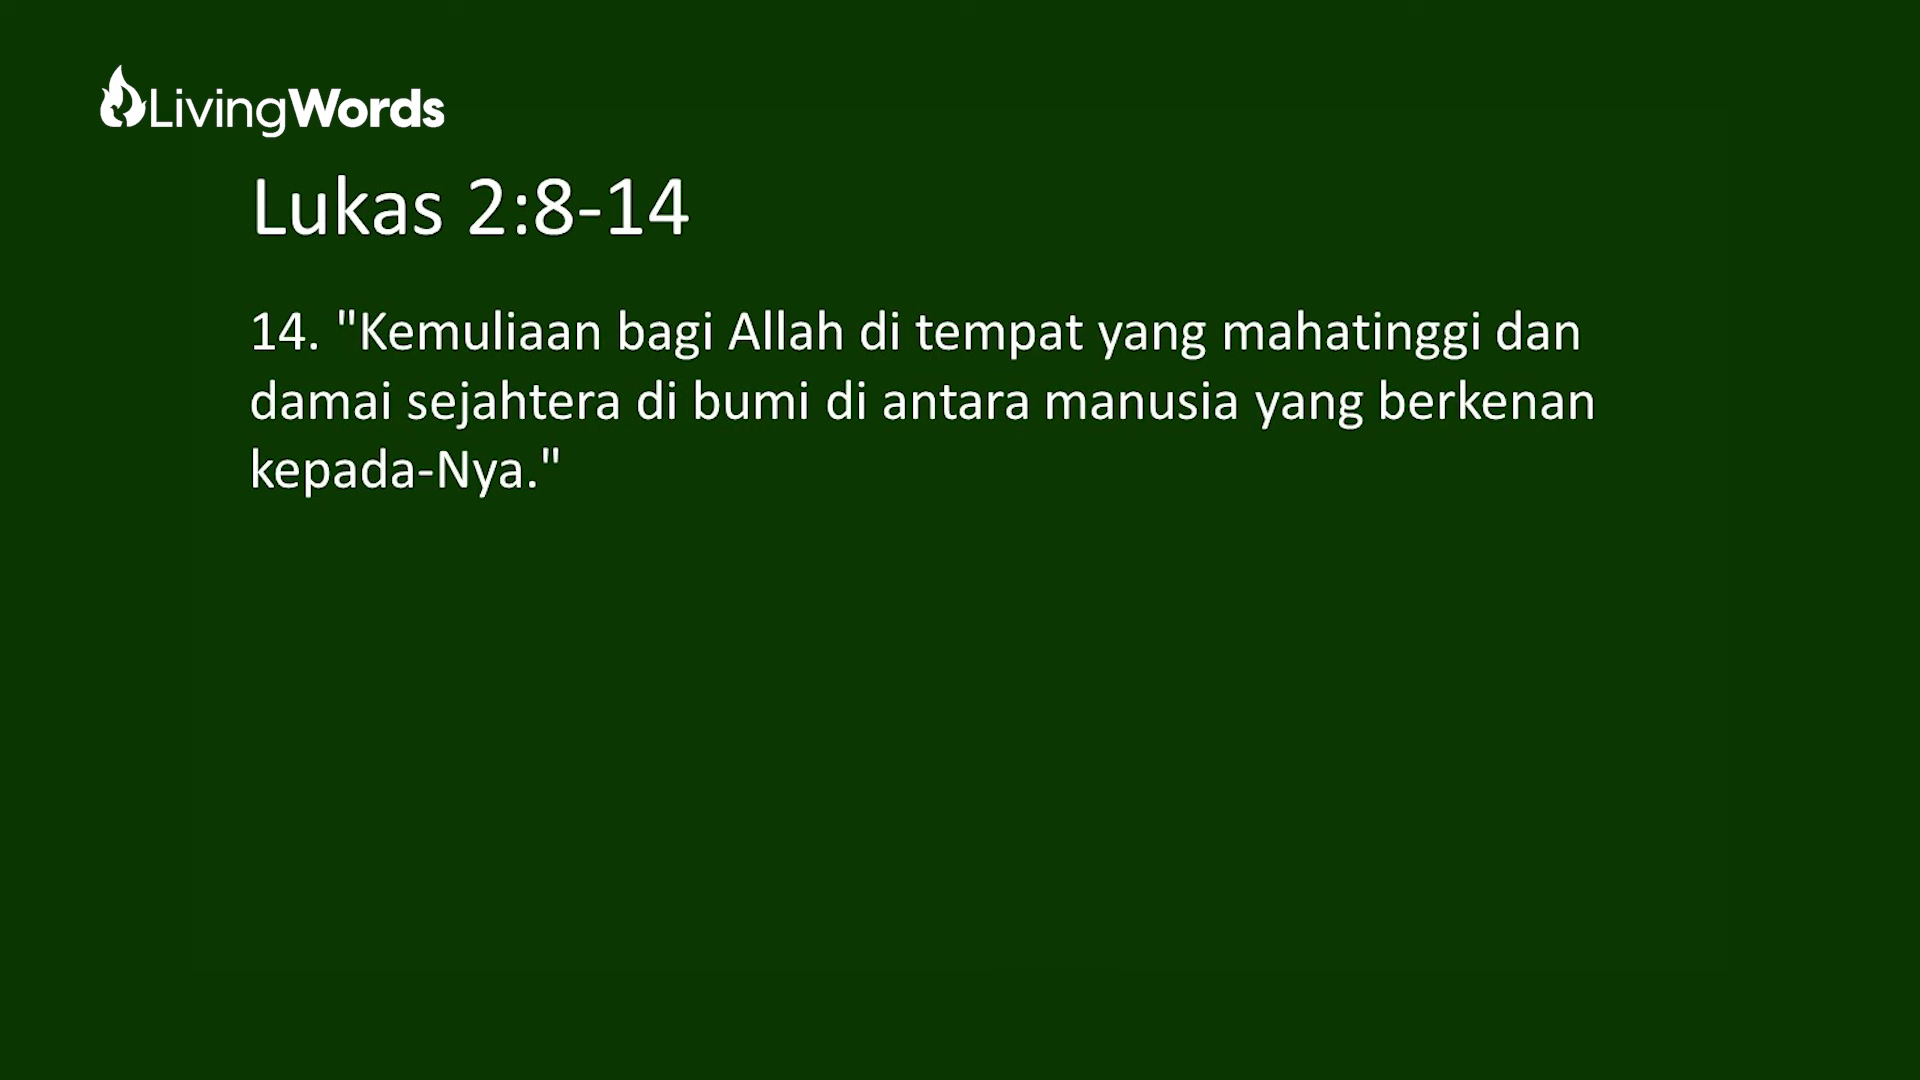 LivingWords
Lukas 2:8-14
14. "Kemuliaan bagi Allah di tempat yang mahatinggi dan
damai sejahtera di bumi di antara manusia yang berkenan
kepada-Nya."